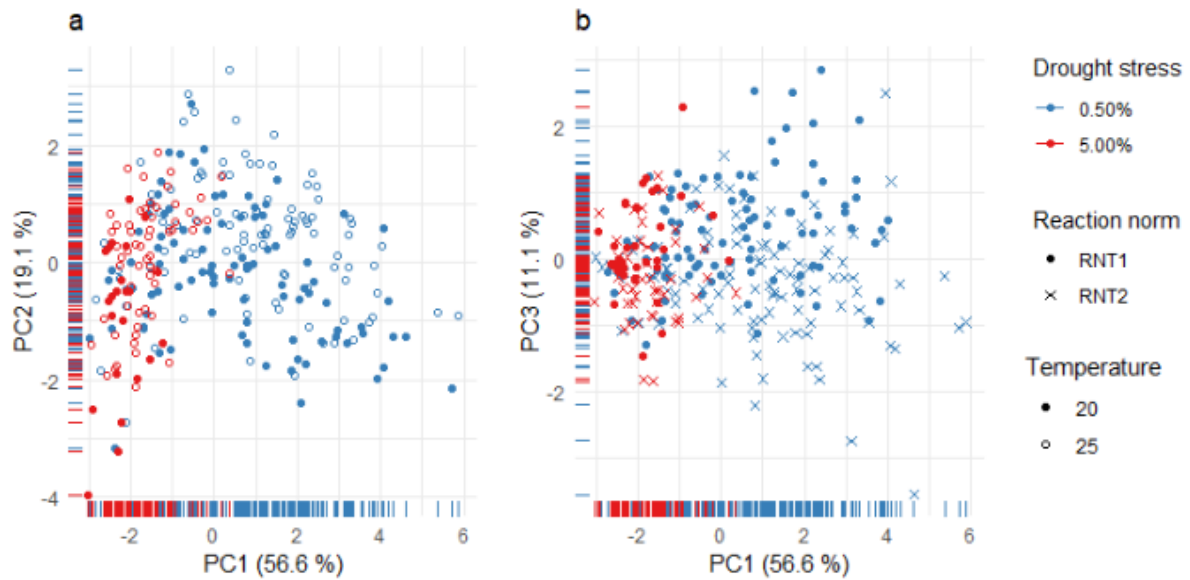 a
2
0
-2
-4
PC2 (19.1 %)
-2
0
2
4
6
PC1 (56.6 %)
b
2
0
-2
PC3 (11.1 %)
-2
0
2
4
6
PC1 (56.6 %)
Drought stress
0.50%
5.00%
Reaction norm
RNT1
RNT2
Temperature
20
25